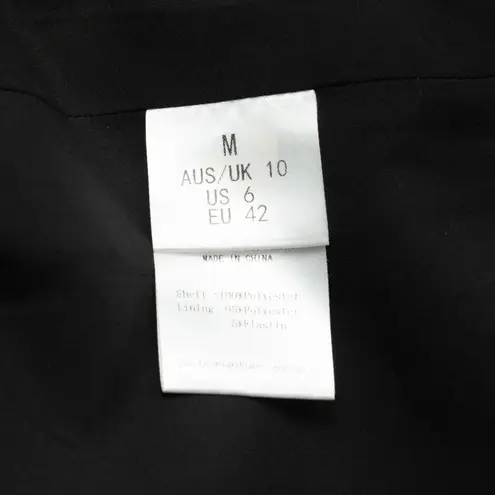 M
AUS/UK 10
US 6
EU 42
MADE IN CHINA
Shell :100%Polyester
Lining :95%Polyester
5%Elastin